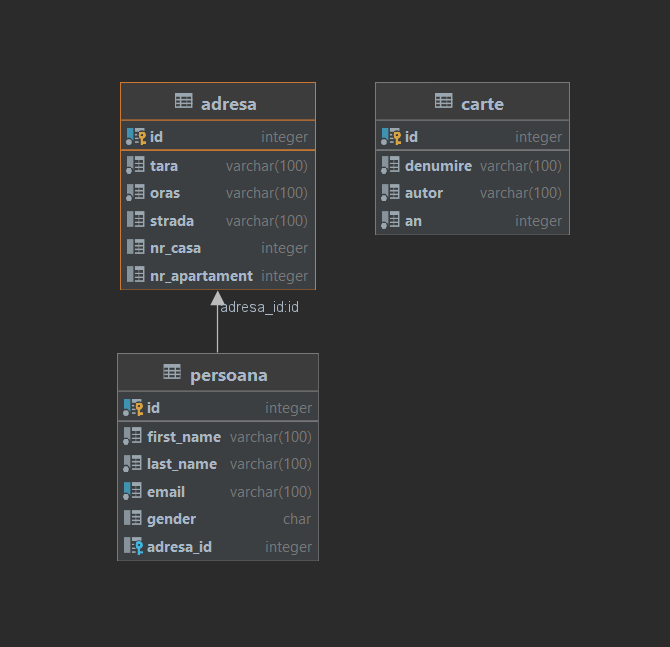 adresa
id integer
tara varchar(100)
oras varchar(100)
strada varchar(100)
nr_casa integer
nr_apartament integer
carte
id integer
denumire varchar(100)
autor varchar(100)
an integer
adresa_id:id
persoana
id integer
first_name varchar(100)
last_name varchar(100)
email varchar(100)
gender char
adresa_id integer